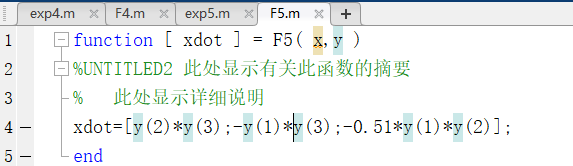 exp4.m × F4.m × exp5.m × F5.m × +
1 function [ xdot ] = F5( x,y )
2 %UNTITLED2 此处显示有关此函数的摘要
3 % 此处显示详细说明
4 — xdot=[y(2)*y(3);-y(1)*y(3);-0.51*y(1)*y(2)];
5 — end